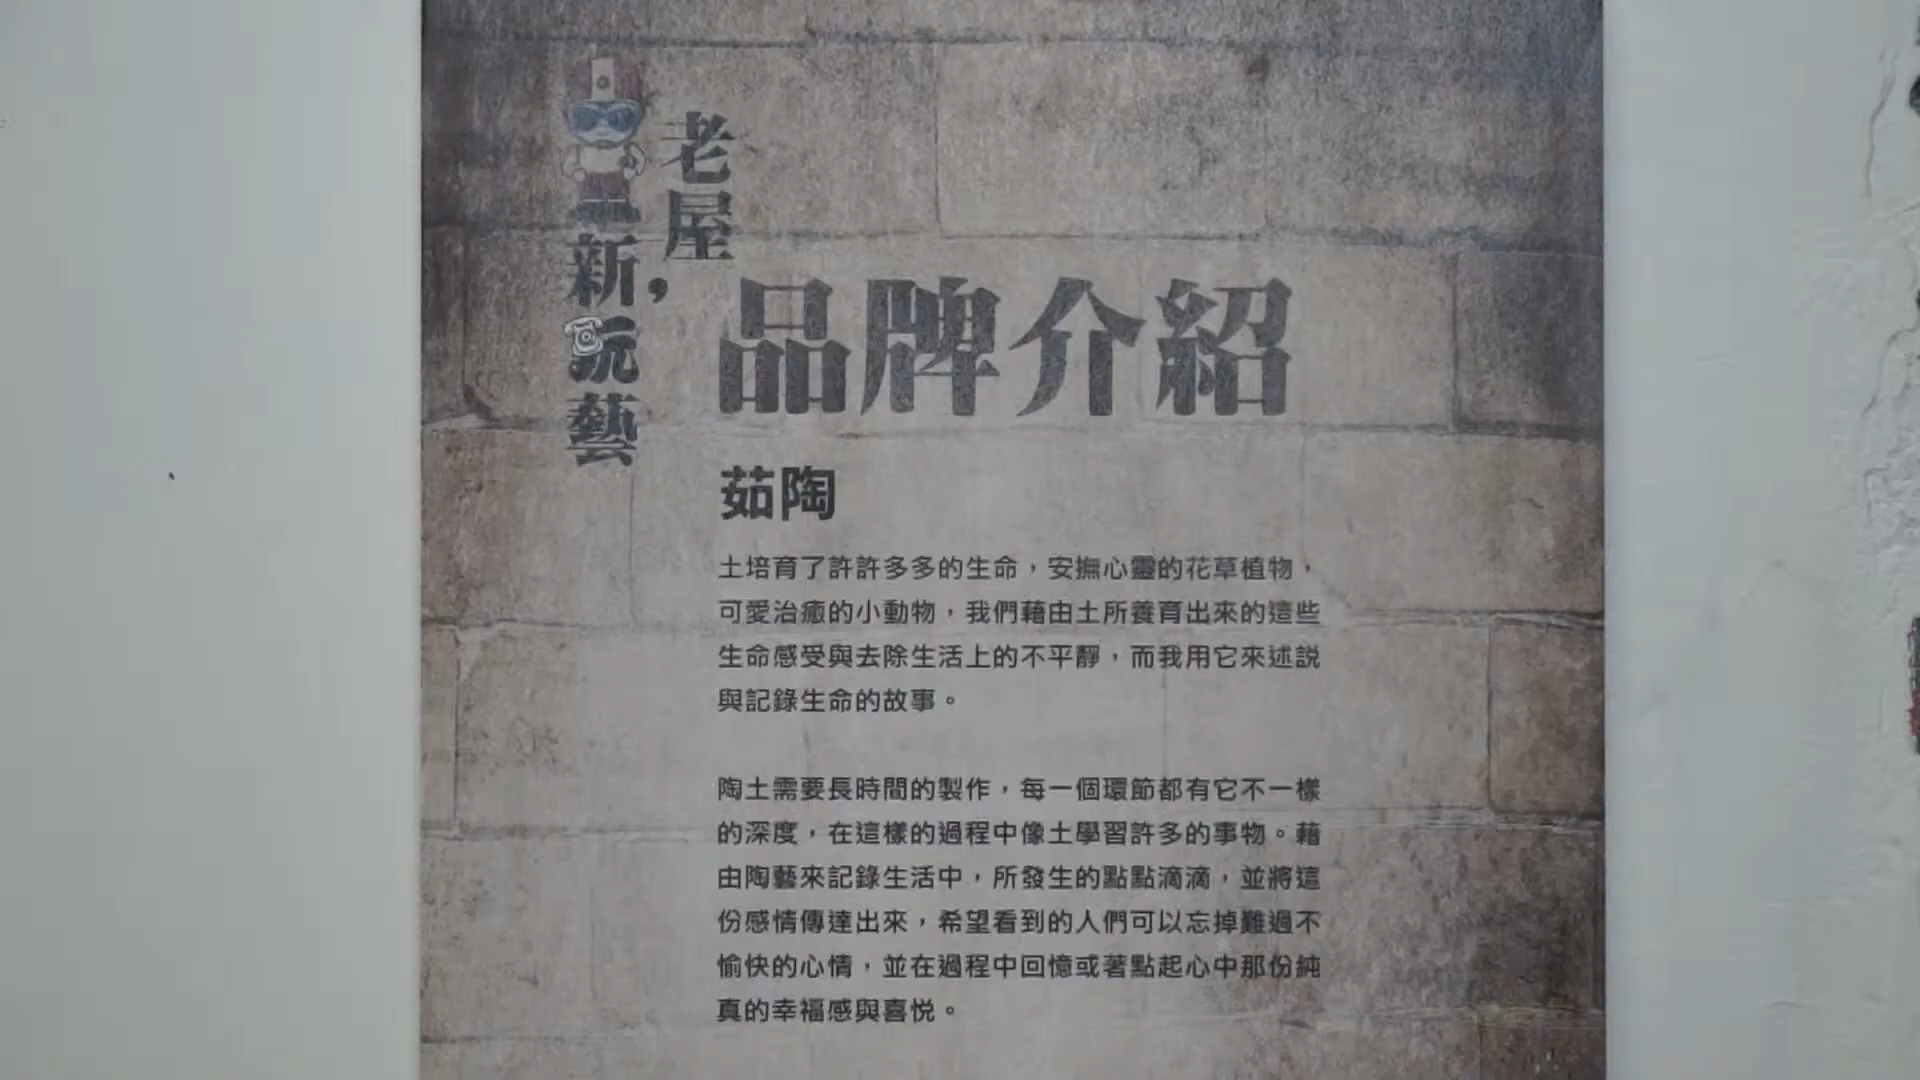 老屋，
新玩藝
品牌介紹
茹陶
土培育了許許多多的生命，安撫心靈的花草植物，
可愛治癒的小動物，我們藉由土所養育出來的這些
生命感受與去除生活上的不平靜，而我用它來述説
與記錄生命的故事。
陶土需要長時間的製作，每一個環節都有它不一樣
的深度，在這樣的過程中像土學習許多的事物。藉
由陶藝來記錄生活中，所發生的點點滴滴，並將這
份感情傳達出來，希望看到的人們可以忘掉難過不
愉快的心情，並在過程中回憶或著點起心中那份純
真的幸福感與喜悅。